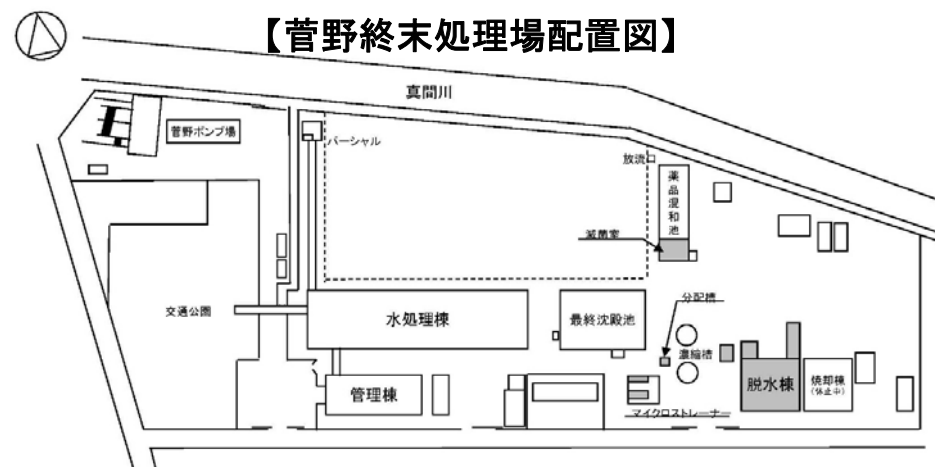 【菅野終末処理場配置図】
真間川
菅野ポンプ場
パーシャル
放流口
薬品混和池
滅菌室
交通公園
水処理棟
最終沈殿池
分配槽
濃縮槽
管理棟
脱水棟
焼却棟
(休止中)
マイクロストレーナー